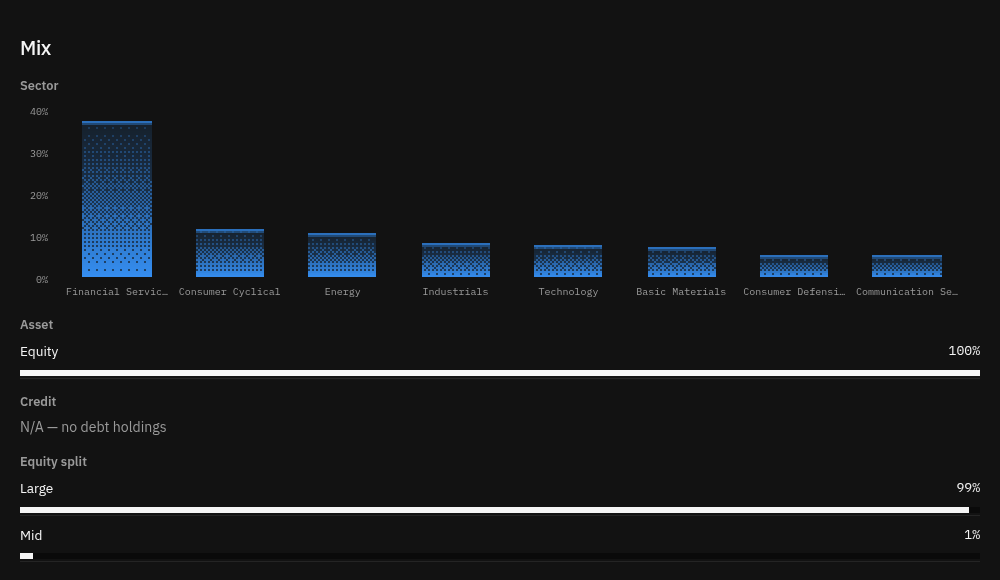 Mix
Sector
40%
30%
20%
10%
0%
Financial Servic… Consumer Cyclical Energy Industrials Technology Basic Materials Consumer Defensi… Communication Se…
Asset
Equity 100%
Credit
N/A — no debt holdings
Equity split
Large 99%
Mid 1%